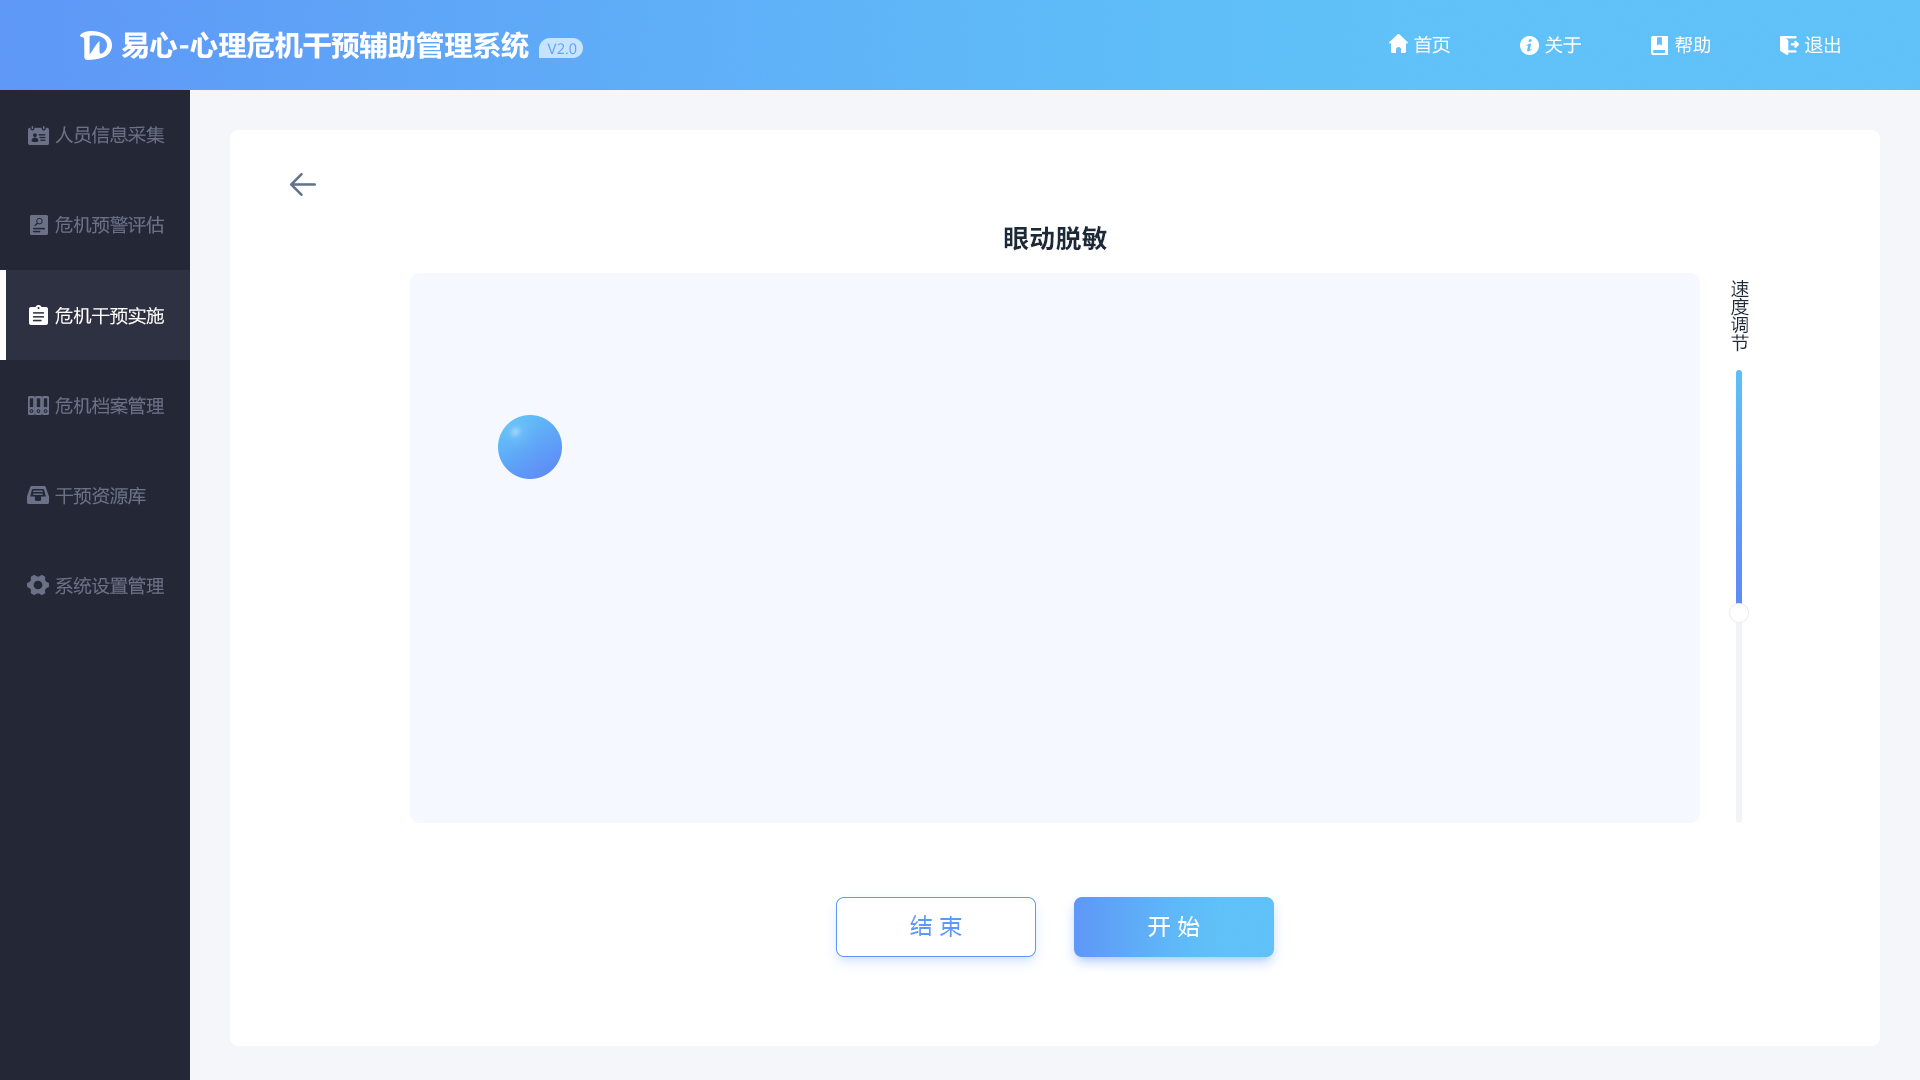 易心-心理危机干预辅助管理系统 V2.0
首页
关于
帮助
退出
人员信息采集
危机预警评估
危机干预实施
危机档案管理
干预资源库
系统设置管理
眼动脱敏
速度调节
结 束
开 始